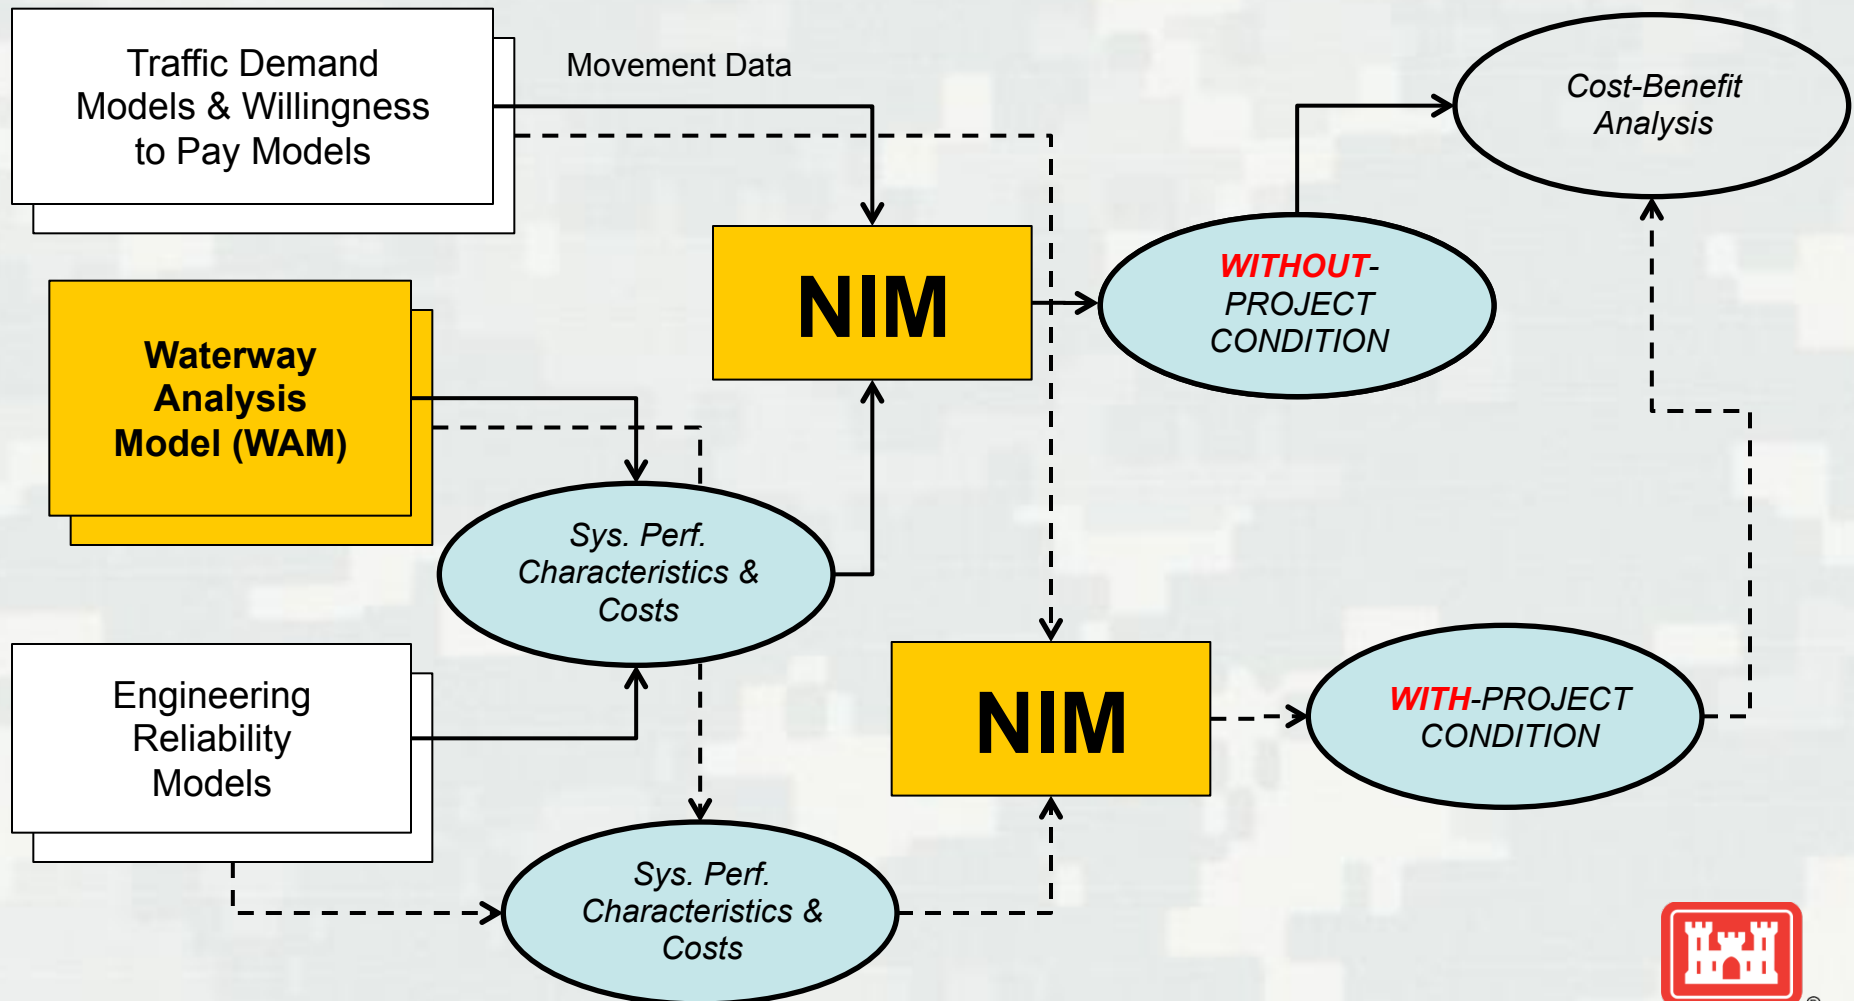 Traffic Demand
Models & Willingness
to Pay Models
Movement Data
Cost-Benefit
Analysis
NIM
WITHOUT-
PROJECT
CONDITION
Waterway
Analysis
Model (WAM)
Sys. Perf.
Characteristics &
Costs
Engineering
Reliability
Models
NIM
WITH-PROJECT
CONDITION
Sys. Perf.
Characteristics &
Costs
®